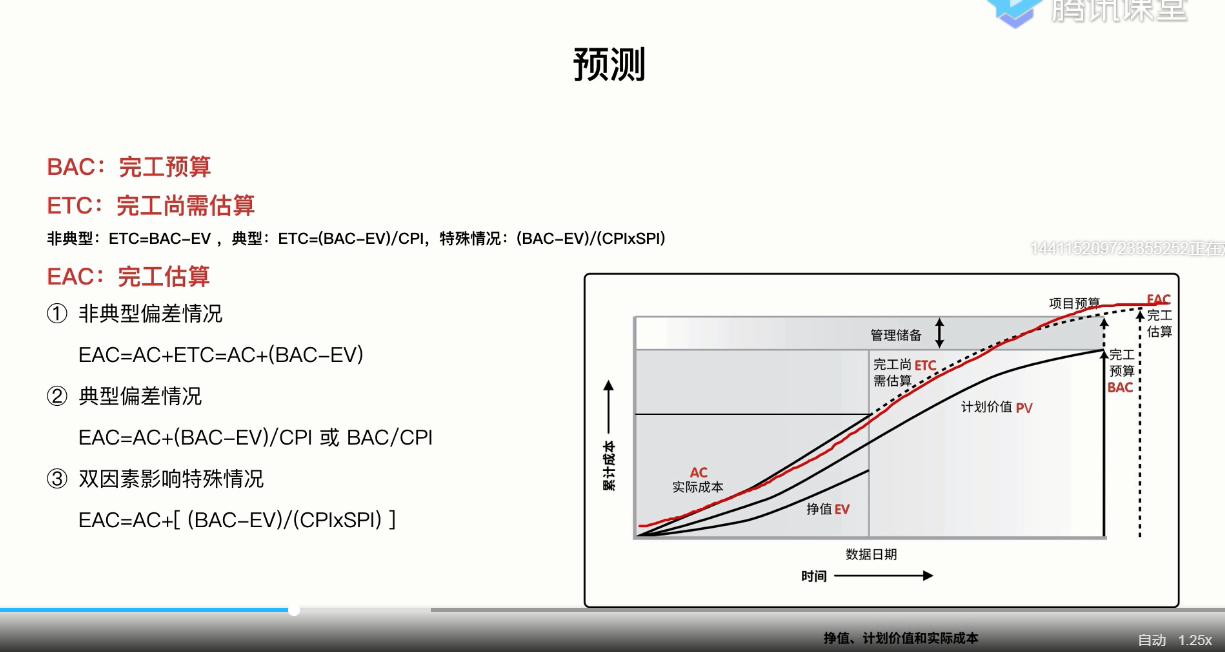 腾讯课堂
预测
BAC：完工预算
ETC：完工尚需估算
非典型：ETC=BAC-EV ，典型：ETC=(BAC-EV)/CPI，特殊情况：(BAC-EV)/(CPIxSPI)
EAC：完工估算
① 非典型偏差情况
EAC=AC+ETC=AC+(BAC-EV)
② 典型偏差情况
EAC=AC+(BAC-EV)/CPI 或 BAC/CPI
③ 双因素影响特殊情况
EAC=AC+[ (BAC-EV)/(CPIxSPI) ]
144115209723355252正在
项目预算
EAC
完工
估算
管理储备
完工尚 ETC
需估算
完工
预算
BAC
计划价值 PV
累计成本
AC
实际成本
挣值 EV
数据日期
时间
挣值、计划价值和实际成本
自动 1.25x